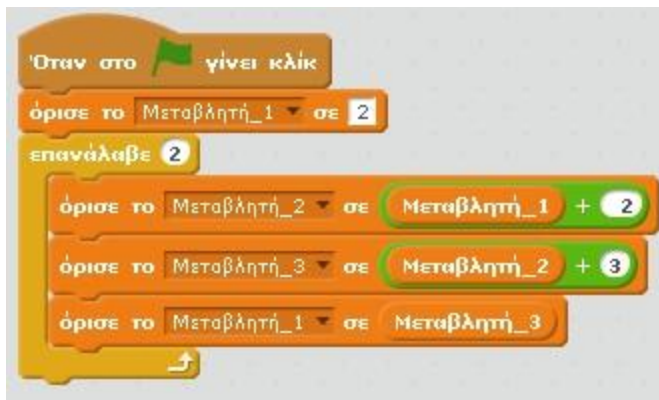 Όταν στο γίνει κλίκ
όρισε το Μεταβλητή_1 σε 2
επανάλαβε 2
όρισε το Μεταβλητή_2 σε Μεταβλητή_1 + 2
όρισε το Μεταβλητή_3 σε Μεταβλητή_2 + 3
όρισε το Μεταβλητή_1 σε Μεταβλητή_3